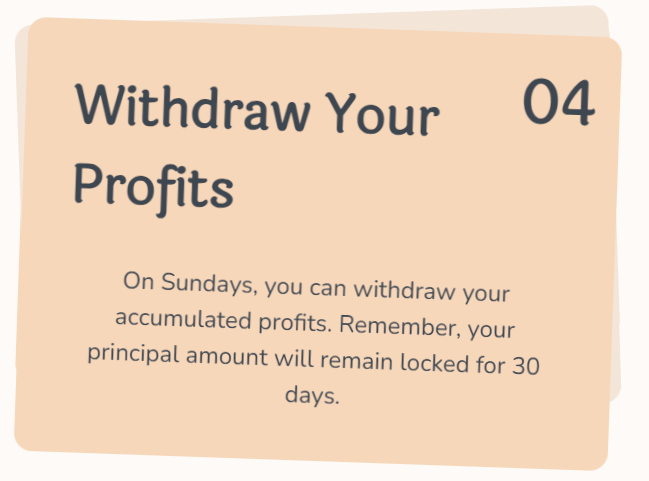 Withdraw Your
04
Profits
On Sundays, you can withdraw your
accumulated profits. Remember, your
principal amount will remain locked for 30
days.